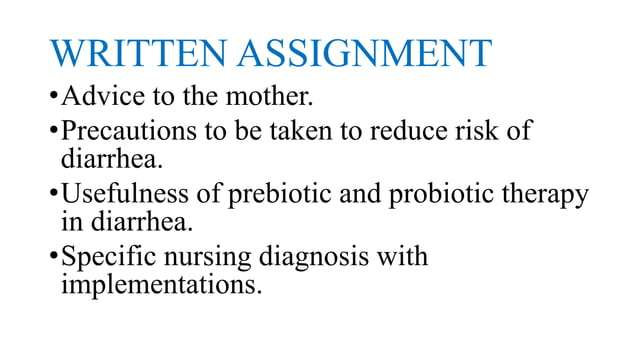 WRITTEN ASSIGNMENT
•Advice to the mother.
•Precautions to be taken to reduce risk of
diarrhea.
•Usefulness of prebiotic and probiotic therapy
in diarrhea.
•Specific nursing diagnosis with
implementations.